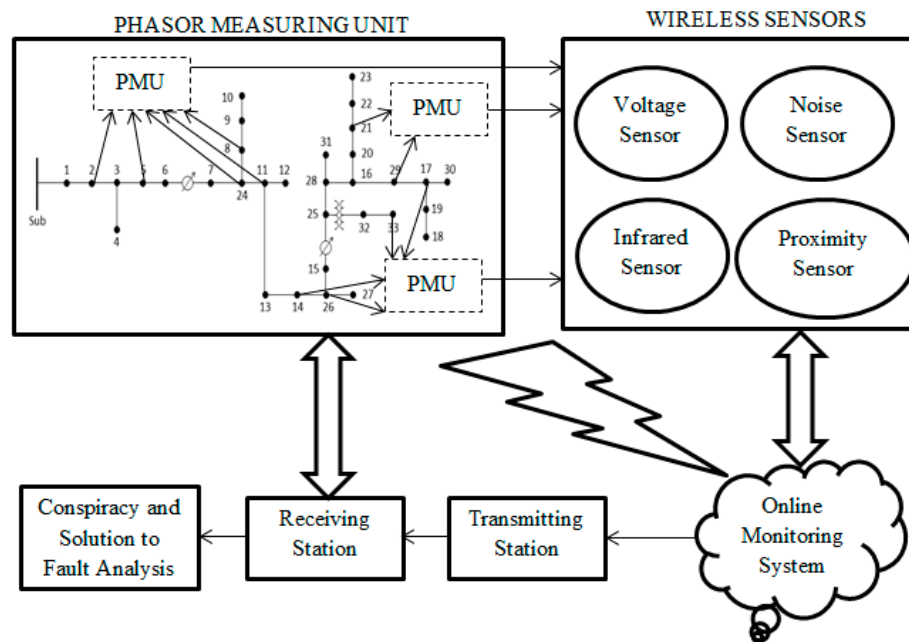 PHASOR MEASURING UNIT
WIRELESS SENSORS
PMU
10
9
8
23
22
21
20
PMU
31
1
2
3
5
6
7
24
11
12
28
16
29
17
30
Sub
4
25
32
33
19
18
15
13
14
26
27
PMU
Voltage
Sensor
Noise
Sensor
Infrared
Sensor
Proximity
Sensor
Conspiracy and
Solution to
Fault Analysis
Receiving
Station
Transmitting
Station
Online
Monitoring
System